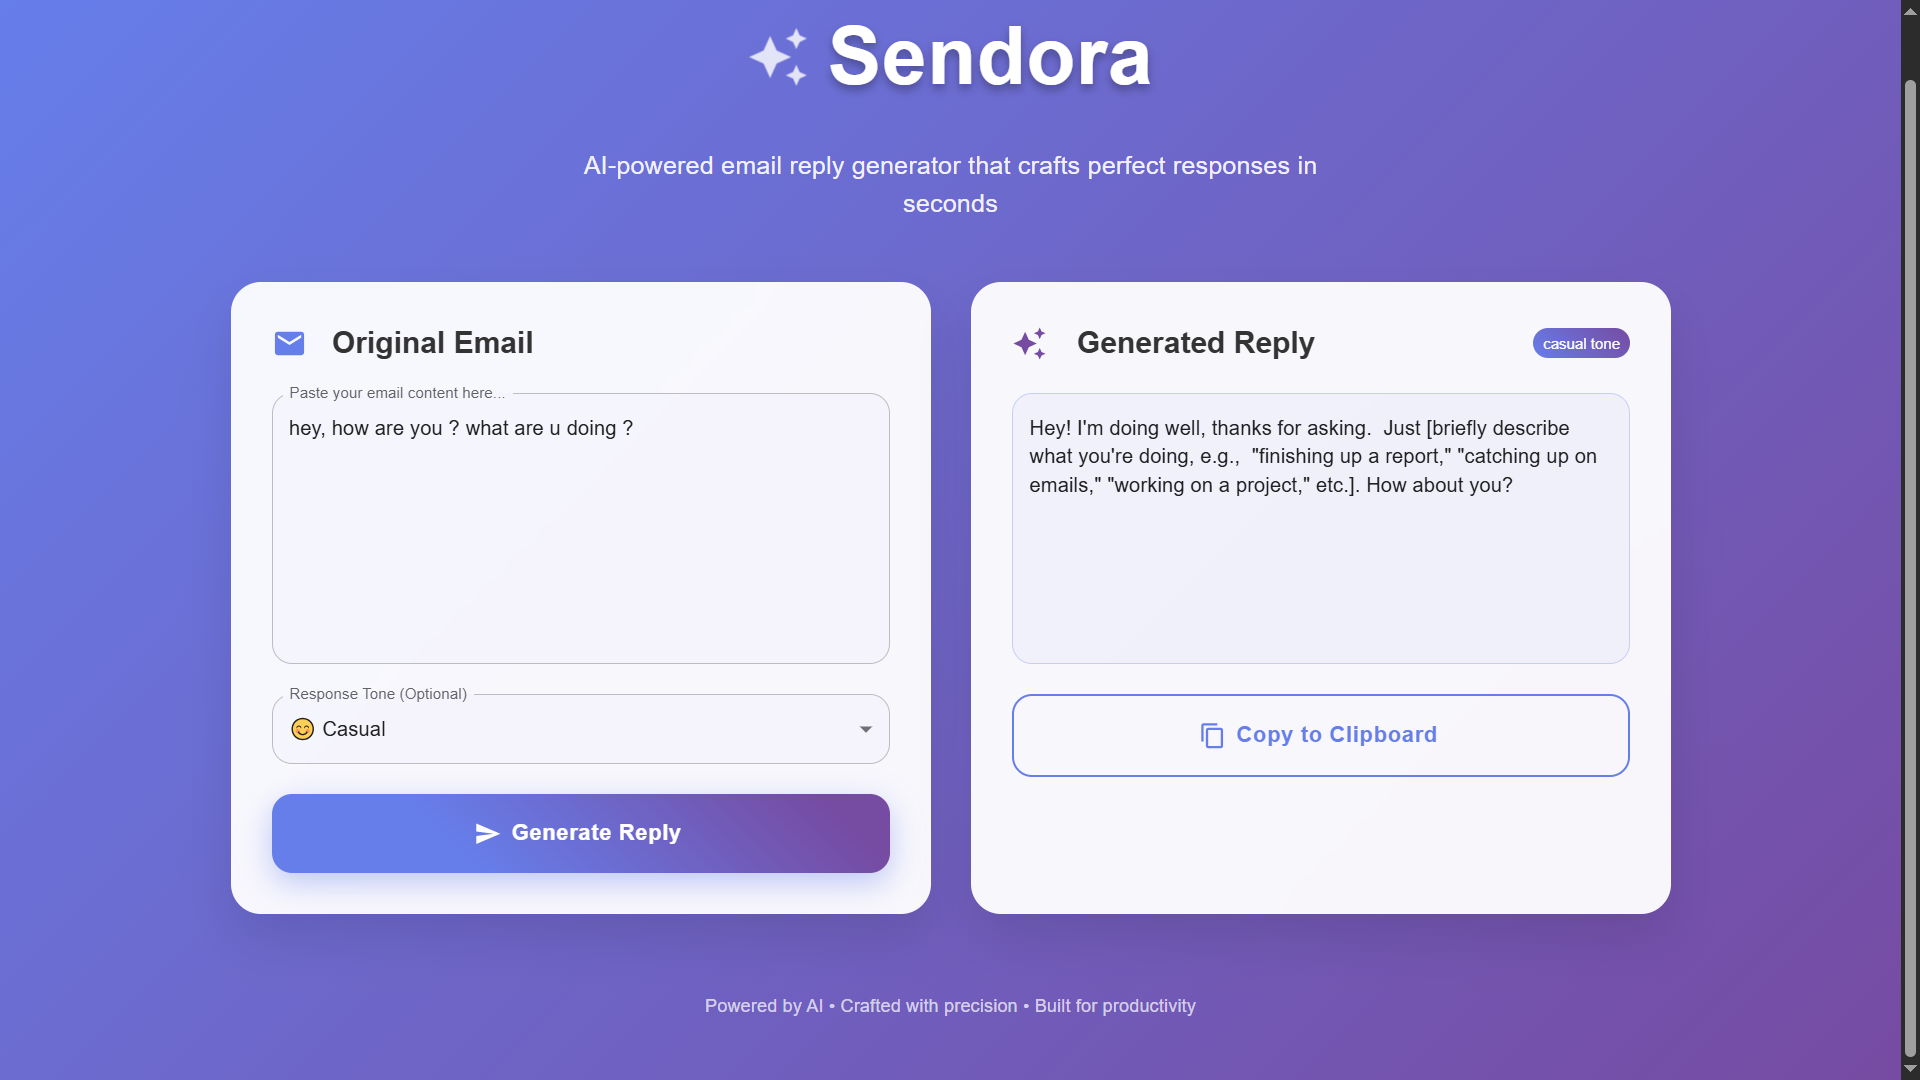 Sendora
AI-powered email reply generator that crafts perfect responses in
seconds
Original Email
Paste your email content here...
hey, how are you ? what are u doing ?
Response Tone (Optional)
😊 Casual
Generate Reply
Generated Reply
casual tone
Hey! I'm doing well, thanks for asking.  Just [briefly describe
what you're doing, e.g.,  "finishing up a report," "catching up on
emails," "working on a project," etc.]. How about you?
Copy to Clipboard
Powered by AI • Crafted with precision • Built for productivity